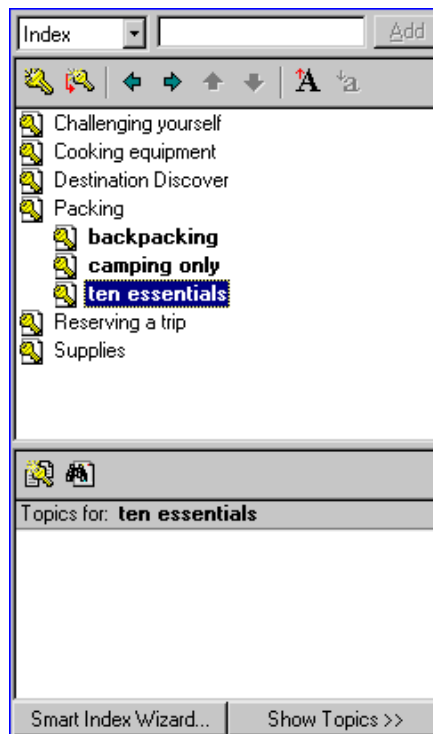 Index Add
Challenging yourself
Cooking equipment
Destination Discover
Packing
backpacking
camping only
ten essentials
Reserving a trip
Supplies
Topics for: ten essentials
Smart Index Wizard... Show Topics >>